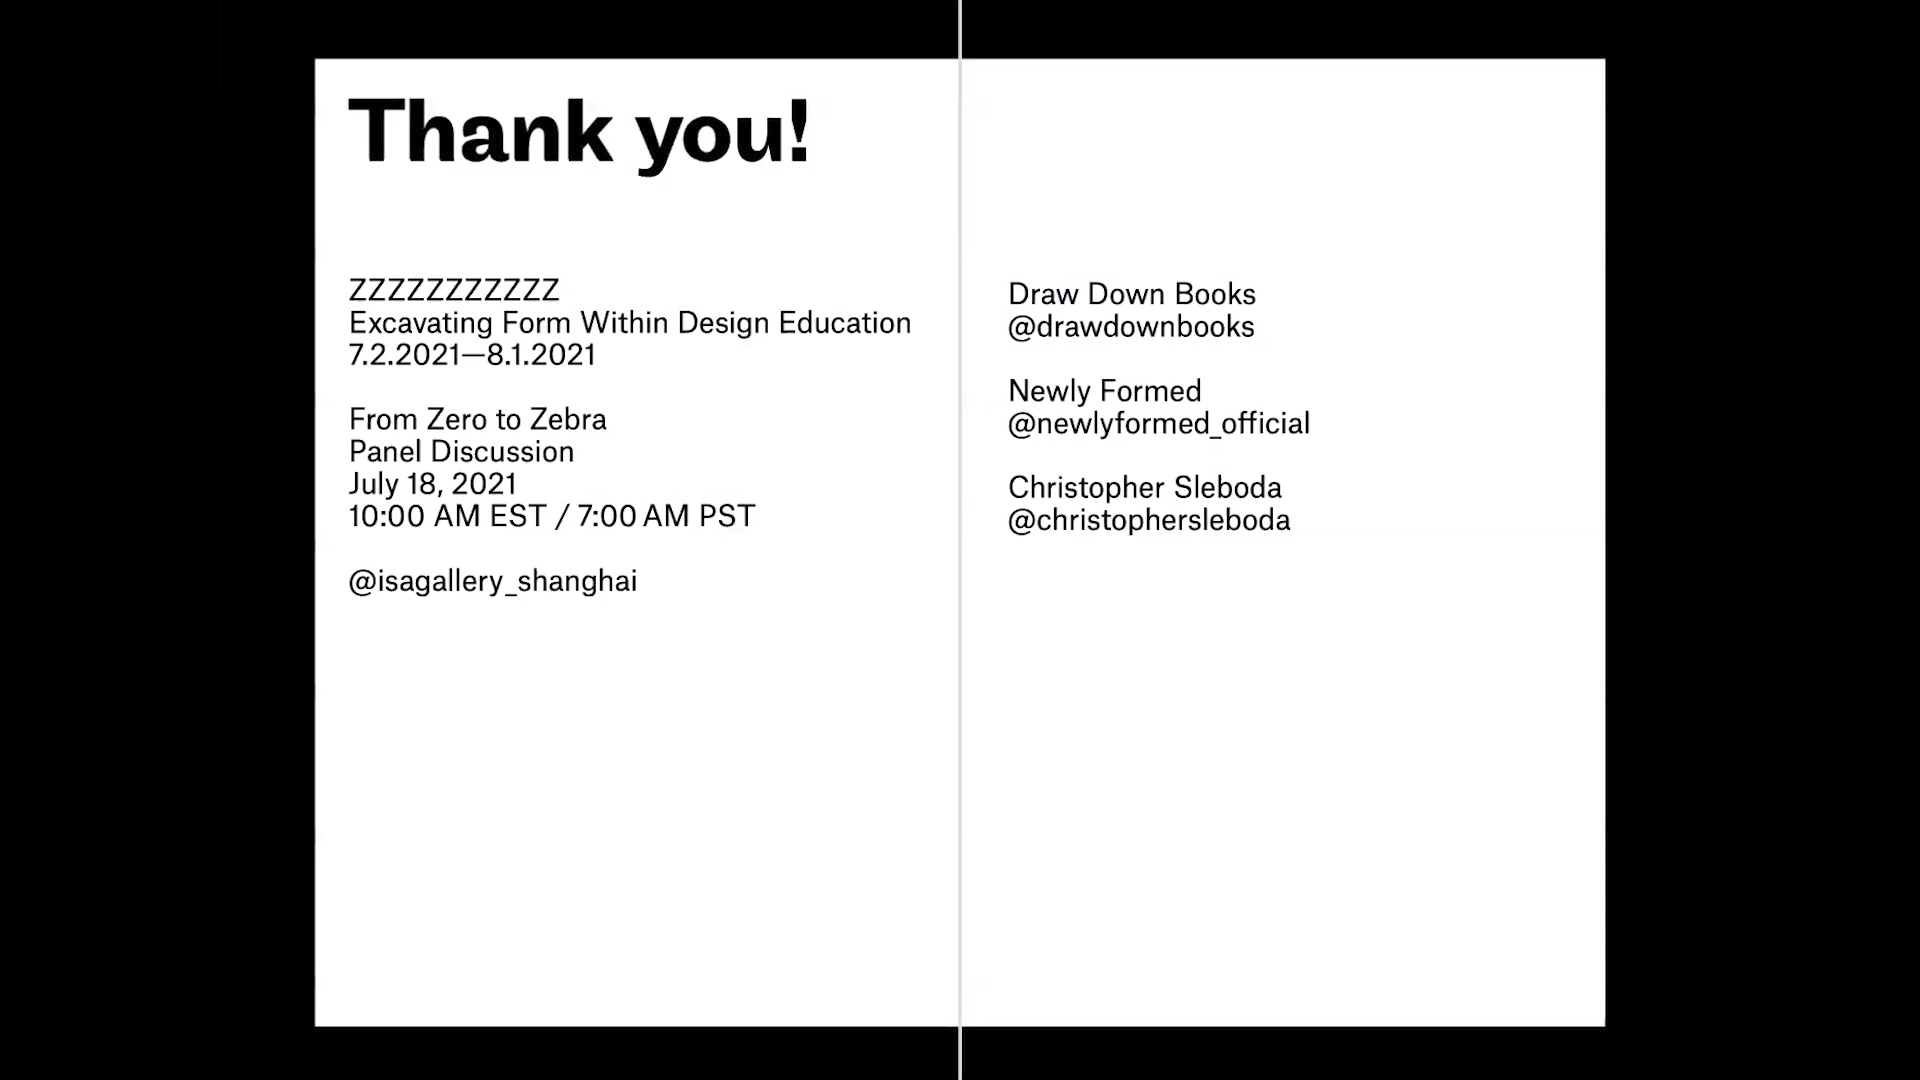 Thank you!
ZZZZZZZZZZZ
Excavating Form Within Design Education
7.2.2021—8.1.2021
From Zero to Zebra
Panel Discussion
July 18, 2021
10:00 AM EST / 7:00 AM PST
@isagallery_shanghai
Draw Down Books
@drawdownbooks
Newly Formed
@newlyformed_official
Christopher Sleboda
@christophersleboda